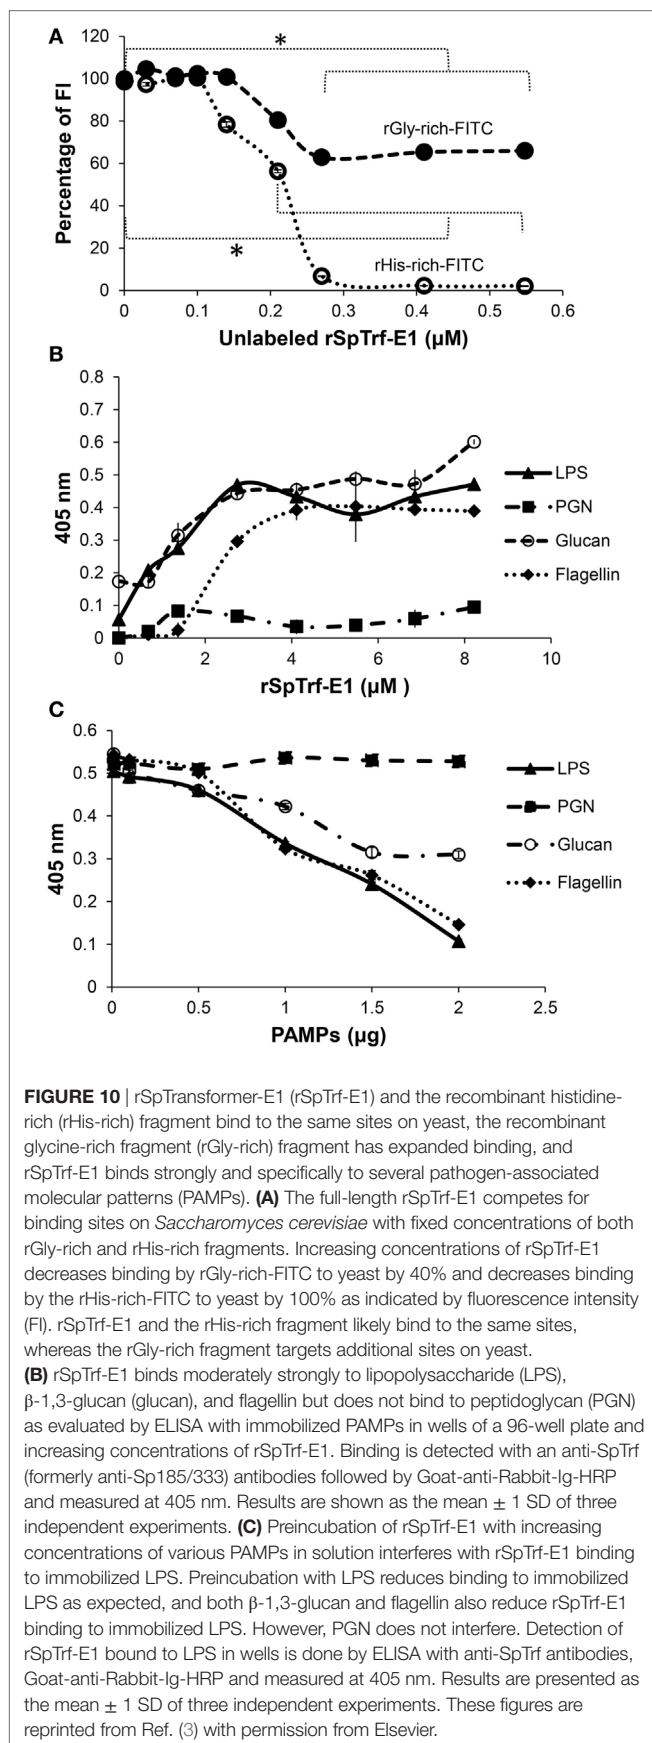 A
120
100
80
60
40
20
0
Percentage of FI
*
rGly-rich-FITC
*
rHis-rich-FITC
0 0.1 0.2 0.3 0.4 0.5 0.6
Unlabeled rSpTrf-E1 (µM)
B
0.8
0.7
0.6
0.5
0.4
0.3
0.2
0.1
0
405 nm
LPS
PGN
Glucan
Flagellin
0 2 4 6 8 10
rSpTrf-E1 (µM )
C
0.6
0.5
0.4
0.3
0.2
0.1
0
405 nm
LPS
PGN
Glucan
Flagellin
0 0.5 1 1.5 2 2.5
PAMPs (µg)
FIGURE 10 | rSpTransformer-E1 (rSpTrf-E1) and the recombinant histidine-
rich (rHis-rich) fragment bind to the same sites on yeast, the recombinant
glycine-rich fragment (rGly-rich) fragment has expanded binding, and
rSpTrf-E1 binds strongly and specifically to several pathogen-associated
molecular patterns (PAMPs). (A) The full-length rSpTrf-E1 competes for
binding sites on Saccharomyces cerevisiae with fixed concentrations of both
rGly-rich and rHis-rich fragments. Increasing concentrations of rSpTrf-E1
decreases binding by rGly-rich-FITC to yeast by 40% and decreases binding
by the rHis-rich-FITC to yeast by 100% as indicated by fluorescence intensity
(FI). rSpTrf-E1 and the rHis-rich fragment likely bind to the same sites,
whereas the rGly-rich fragment targets additional sites on yeast.
(B) rSpTrf-E1 binds moderately strongly to lipopolysaccharide (LPS),
β-1,3-glucan (glucan), and flagellin but does not bind to peptidoglycan (PGN)
as evaluated by ELISA with immobilized PAMPs in wells of a 96-well plate and
increasing concentrations of rSpTrf-E1. Binding is detected with an anti-SpTrf
(formerly anti-Sp185/333) antibodies followed by Goat-anti-Rabbit-Ig-HRP
and measured at 405 nm. Results are shown as the mean ± 1 SD of three
independent experiments. (C) Preincubation of rSpTrf-E1 with increasing
concentrations of various PAMPs in solution interferes with rSpTrf-E1 binding
to immobilized LPS. Preincubation with LPS reduces binding to immobilized
LPS as expected, and both β-1,3-glucan and flagellin also reduce rSpTrf-E1
binding to immobilized LPS. However, PGN does not interfere. Detection of
rSpTrf-E1 bound to LPS in wells is done by ELISA with anti-SpTrf antibodies,
Goat-anti-Rabbit-Ig-HRP and measured at 405 nm. Results are presented as
the mean ± 1 SD of three independent experiments. These figures are
reprinted from Ref. (3) with permission from Elsevier.